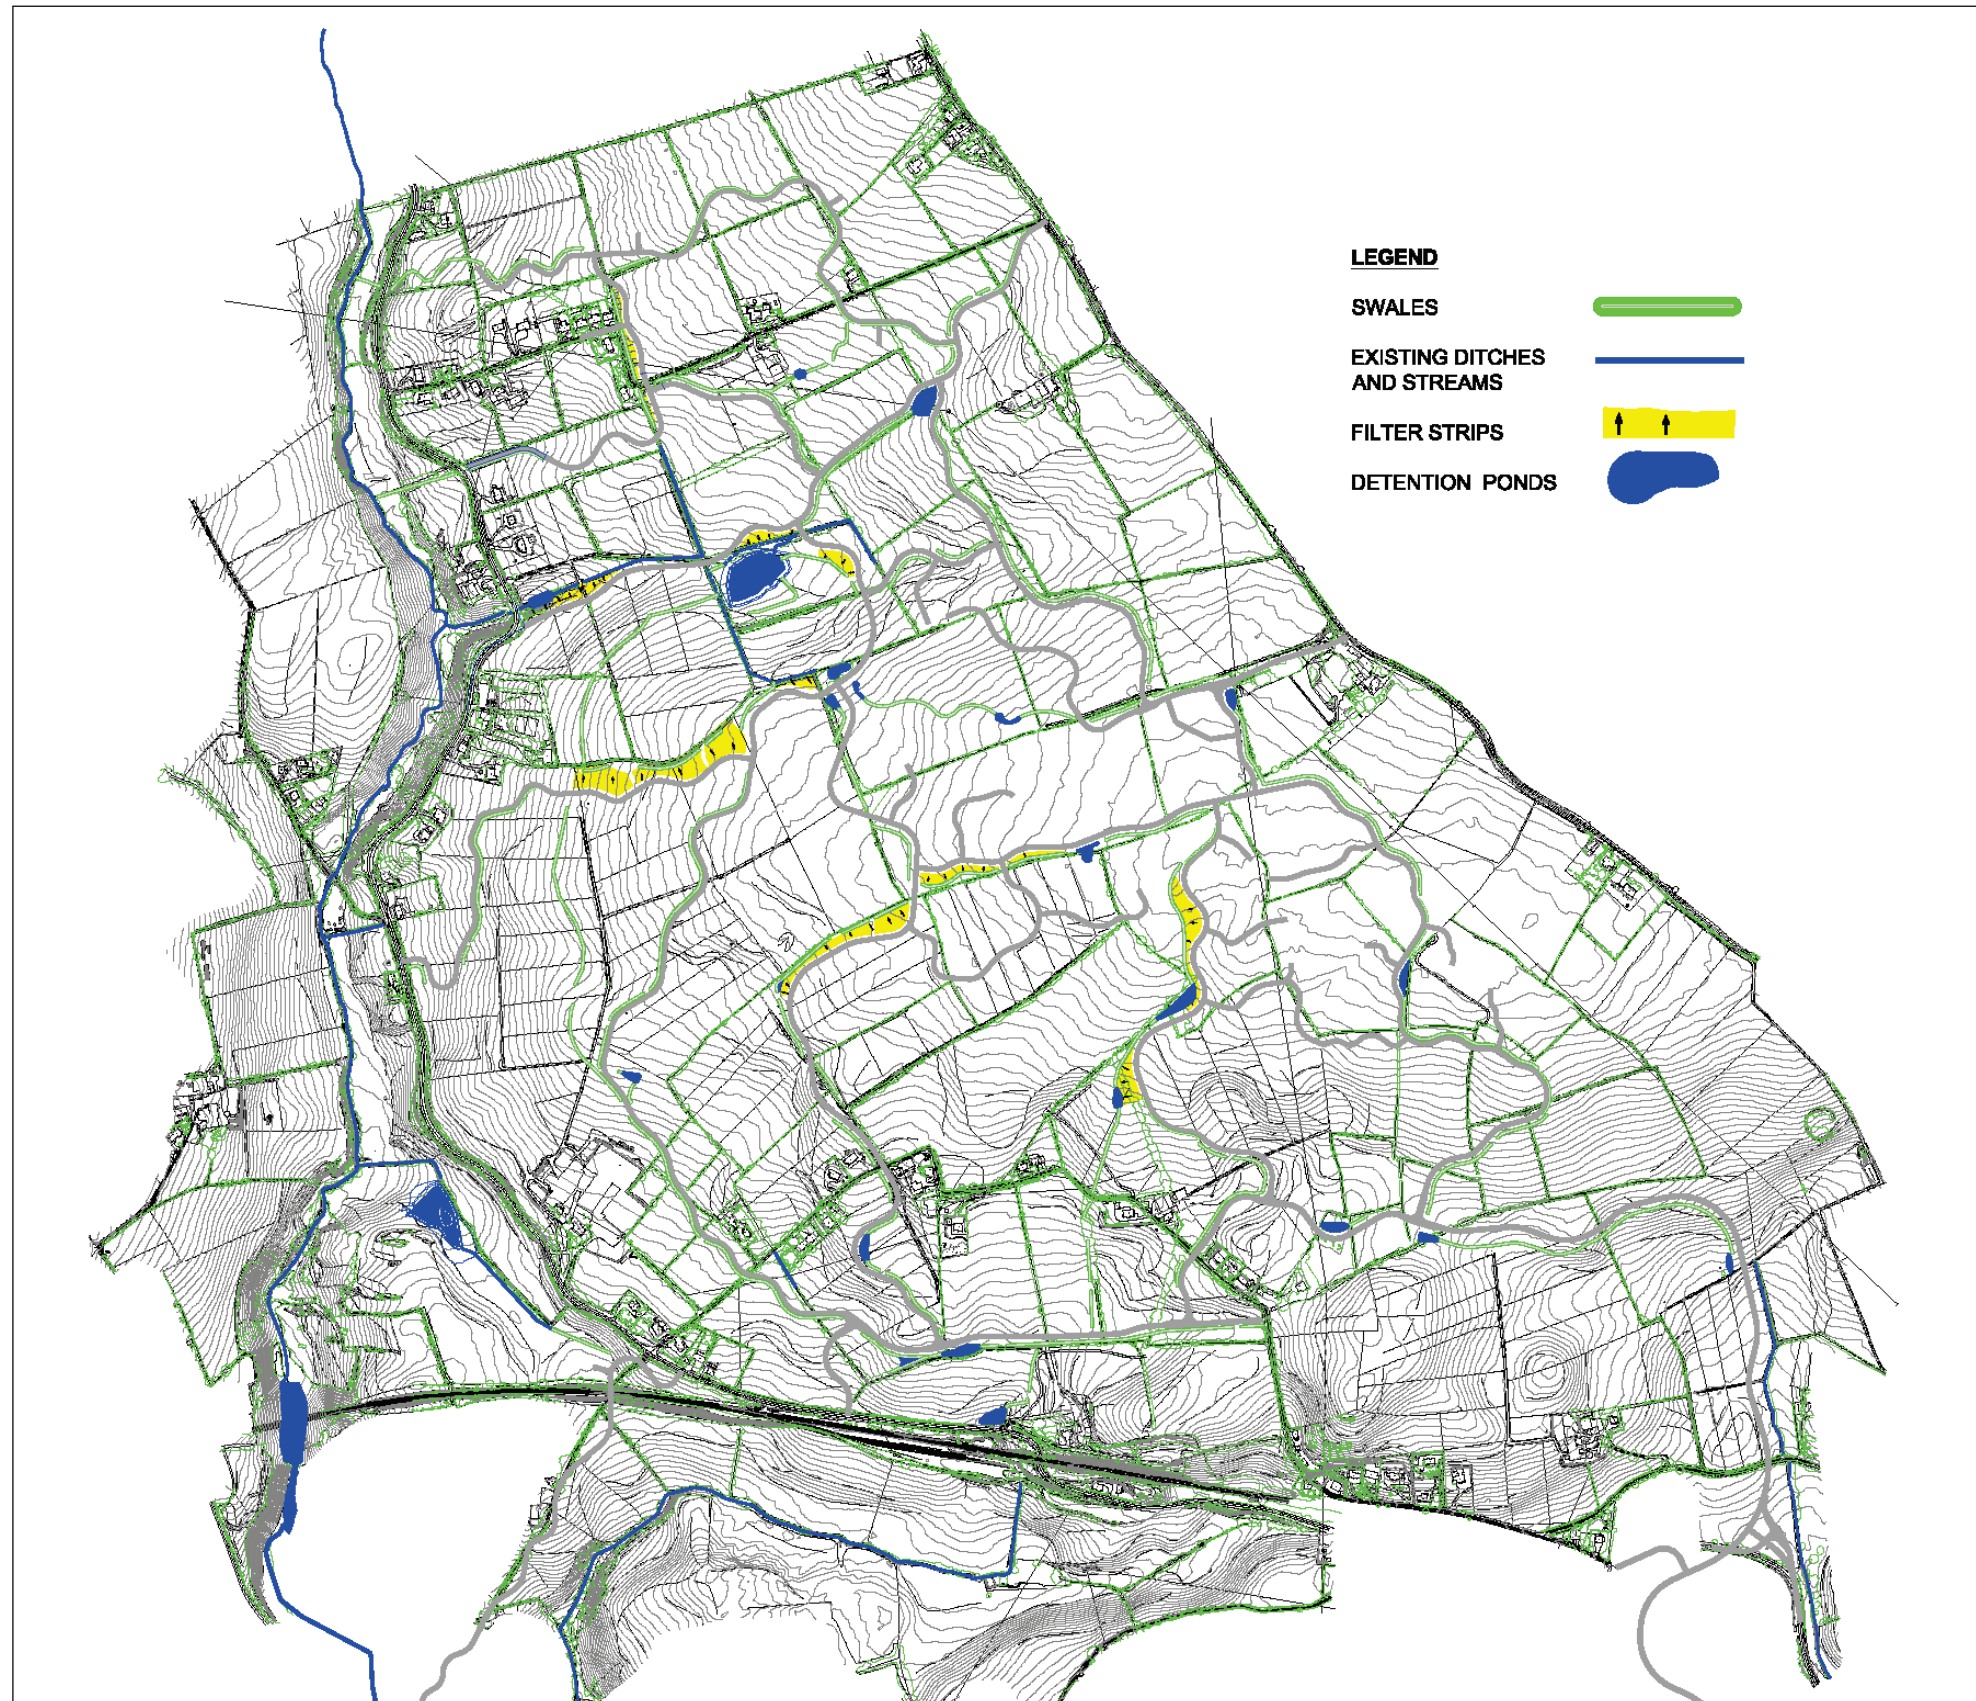 LEGEND
SWALES
EXISTING DITCHES
AND STREAMS
FILTER STRIPS
DETENTION PONDS